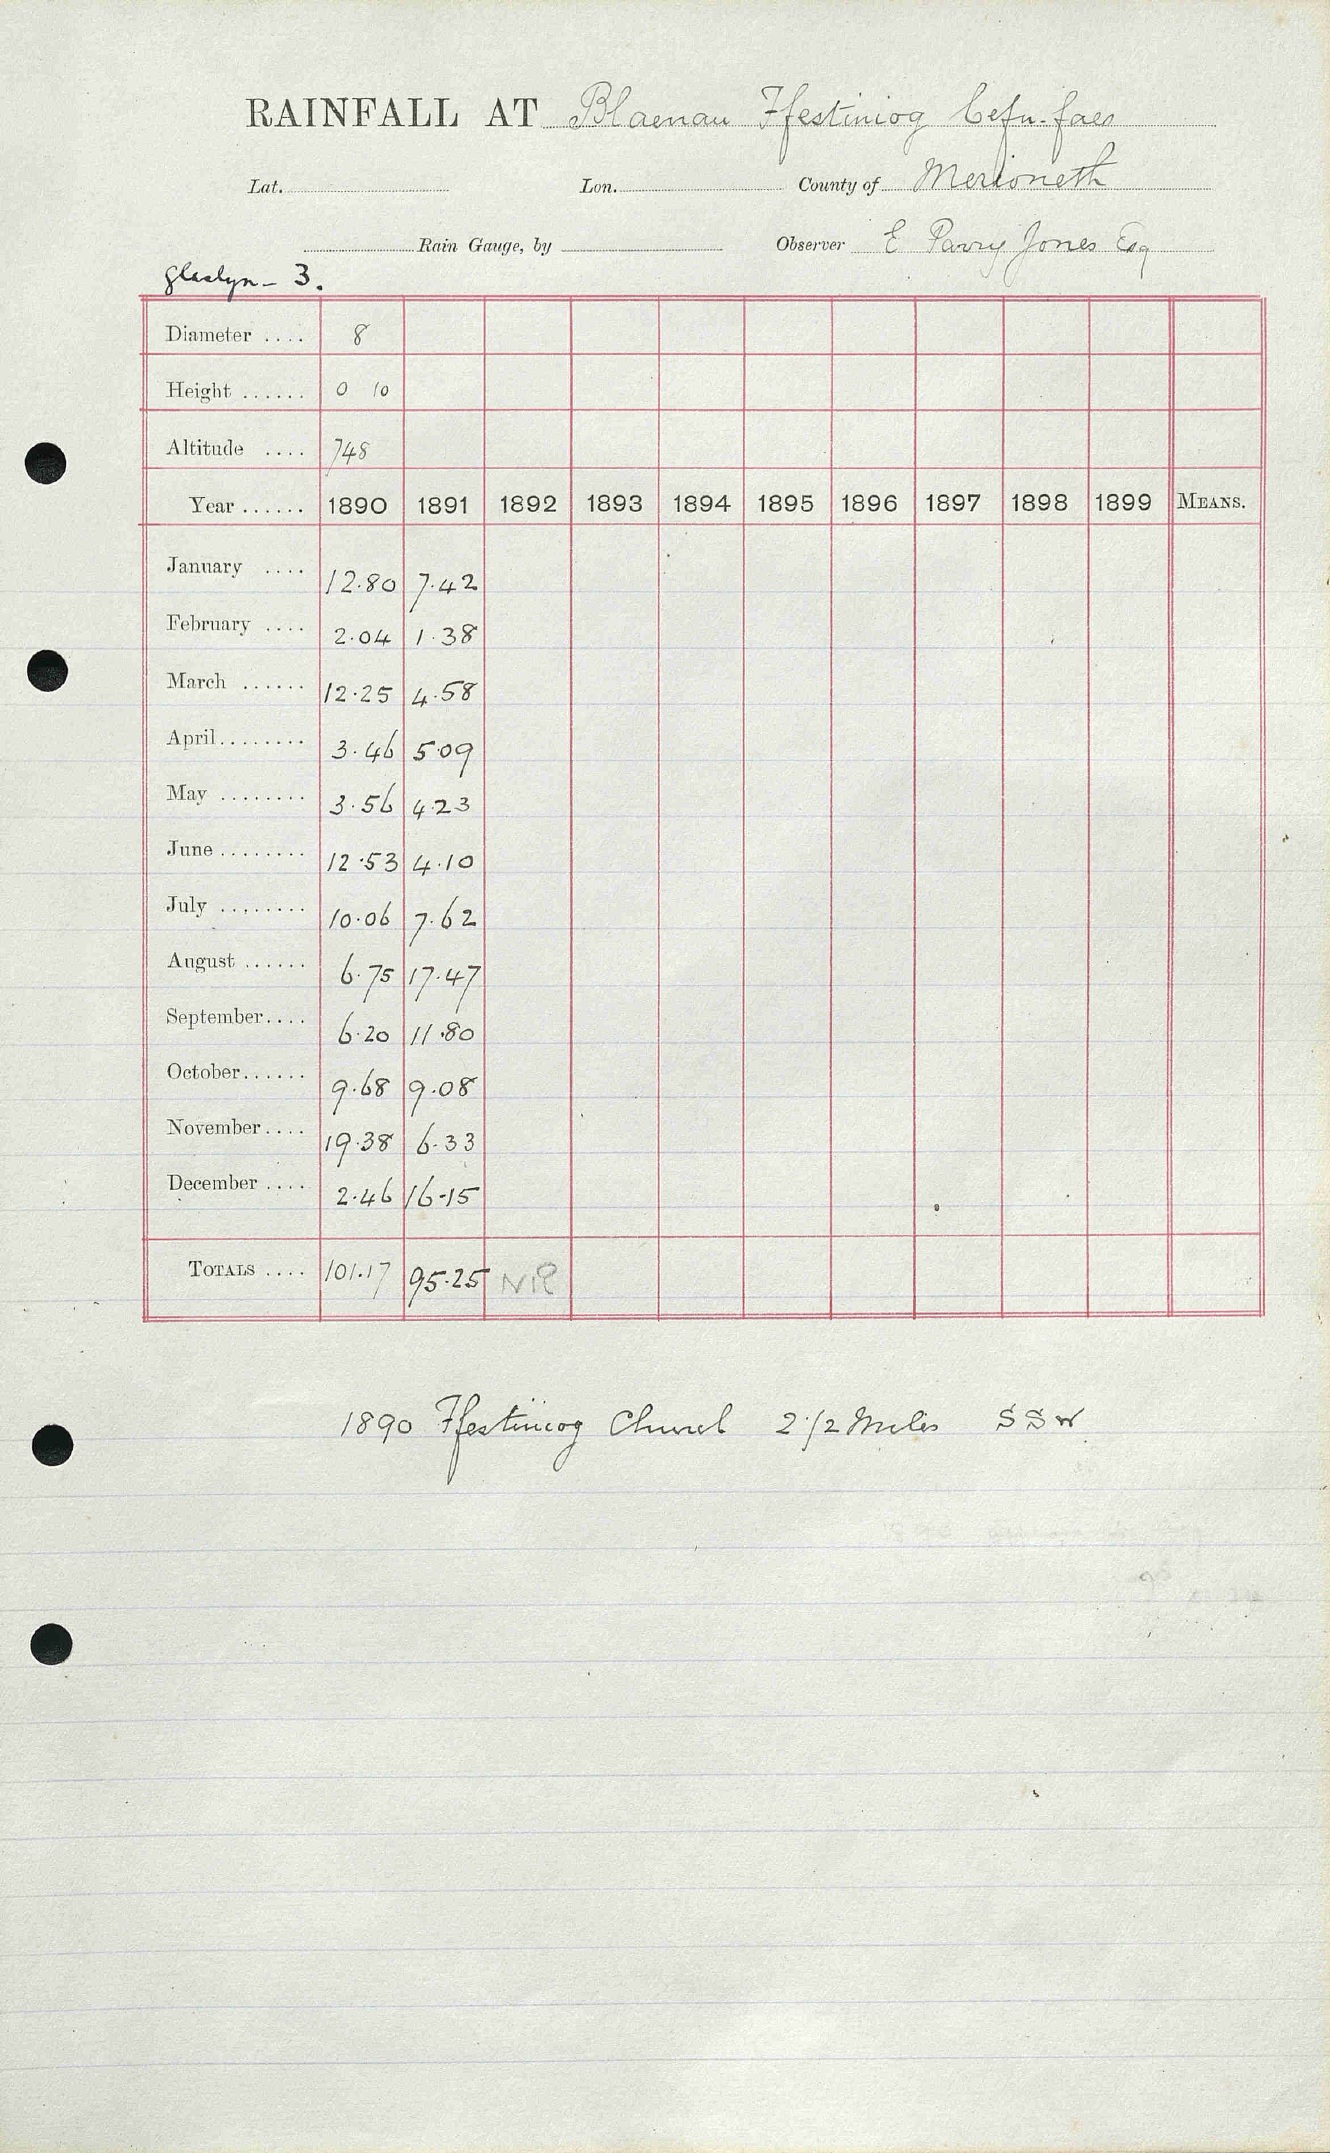 RAINFALL AT Blaenau Ffestiniog Cefn-faes
Lat. Lon. County of Merioneth
Rain Gauge, by Observer E Parry Jones Esq
Glaslyn - 3.
Diameter .... 8
Height ...... 0 10
Altitude .... 748
Year ...... 1890 1891 1892 1893 1894 1895 1896 1897 1898 1899 MEANS.
January .... 12.80 7.42
February .... 2.04 1.38
March ...... 12.25 4.58
April ........ 3.46 5.09
May ........ 3.56 4.23
June ........ 12.53 4.10
July ........ 10.06 7.62
August ...... 6.75 17.47
September .... 6.20 11.80
October ...... 9.68 9.08
November .... 19.38 6.33
December .... 2.46 16.15
TOTALS .... 101.17 95.25 Nil
1890 Ffestiniog Church 2 1/2 Miles SSW